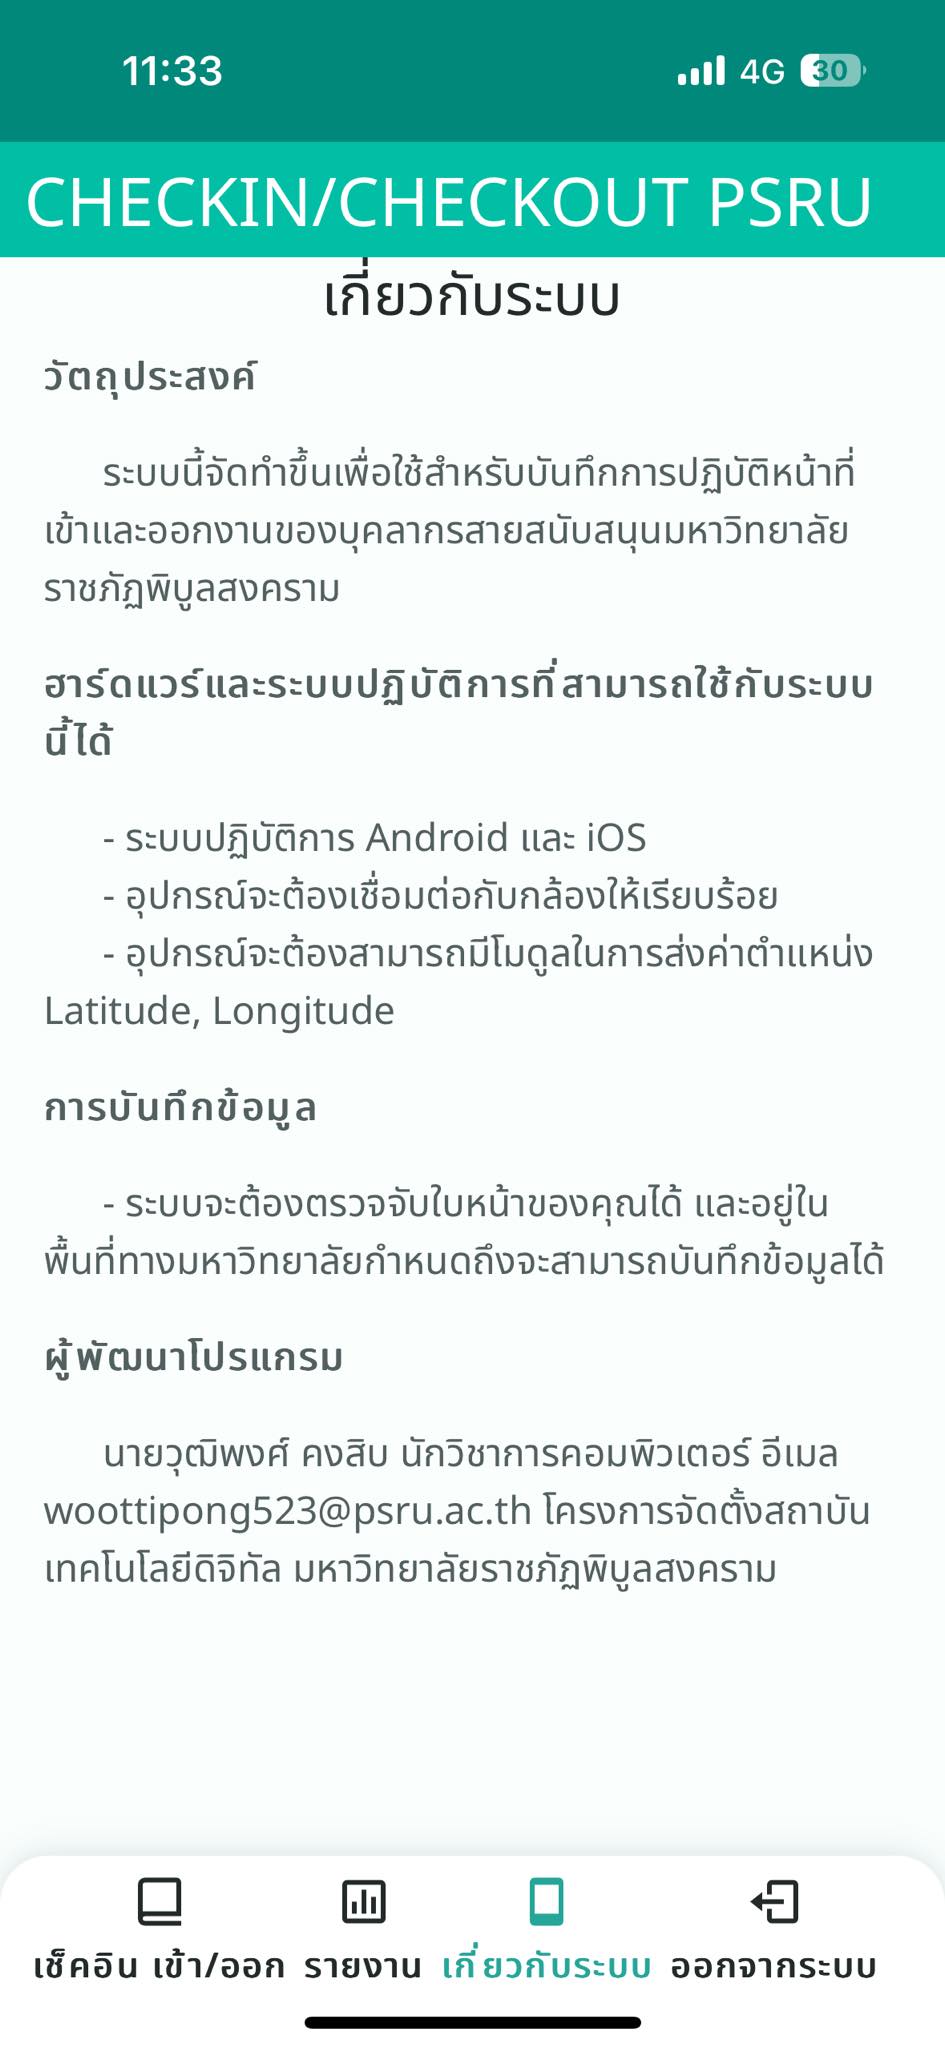 11:33
4G 30
CHECKIN/CHECKOUT PSRU
เกี่ยวกับระบบ
วัตถุประสงค์
ระบบนี้จัดทำขึ้นเพื่อใช้สำหรับบันทึกการปฏิบัติหน้าที่
เข้าและออกงานของบุคลากรสายสนับสนุนมหาวิทยาลัย
ราชภัฏพิบูลสงคราม
ฮาร์ดแวร์และระบบปฏิบัติการที่สามารถใช้กับระบบ
นี้ได้
- ระบบปฏิบัติการ Android และ iOS
- อุปกรณ์จะต้องเชื่อมต่อกับกล้องให้เรียบร้อย
- อุปกรณ์จะต้องสามารถมีโมดูลในการส่งค่าตำแหน่ง
Latitude, Longitude
การบันทึกข้อมูล
- ระบบจะต้องตรวจจับใบหน้าของคุณได้ และอยู่ใน
พื้นที่ทางมหาวิทยาลัยกำหนดถึงจะสามารถบันทึกข้อมูลได้
ผู้พัฒนาโปรแกรม
นายวุฒิพงศ์ คงสิบ นักวิชาการคอมพิวเตอร์ อีเมล
woottipong523@psru.ac.th โครงการจัดตั้งสถาบัน
เทคโนโลยีดิจิทัล มหาวิทยาลัยราชภัฏพิบูลสงคราม
เช็คอิน เข้า/ออก รายงาน เกี่ยวกับระบบ ออกจากระบบ